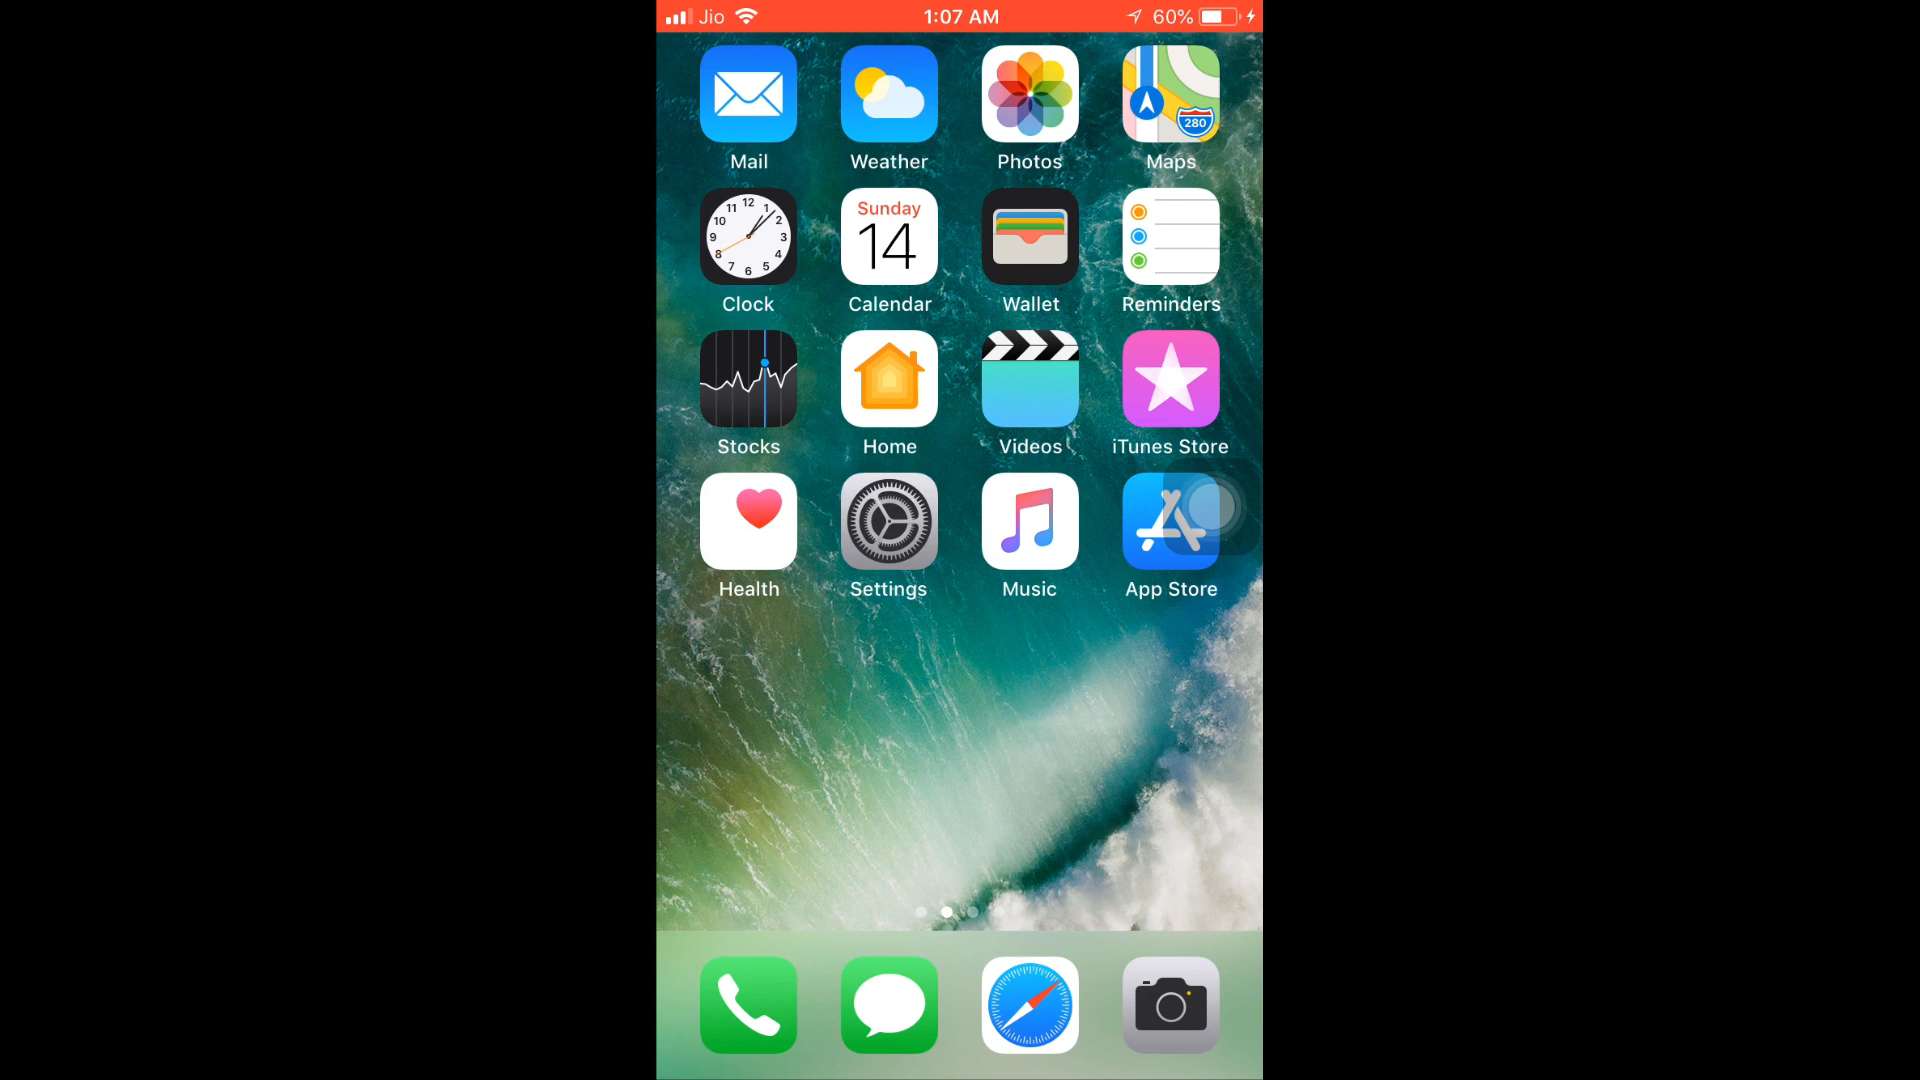 Jio 1:07 AM 60%
Mail Weather Photos Maps
280
Clock Calendar Wallet Reminders
12 1 2 3 4 5 6 7 8 9 10 11
Sunday
14
Stocks Home Videos iTunes Store
Health Settings Music App Store